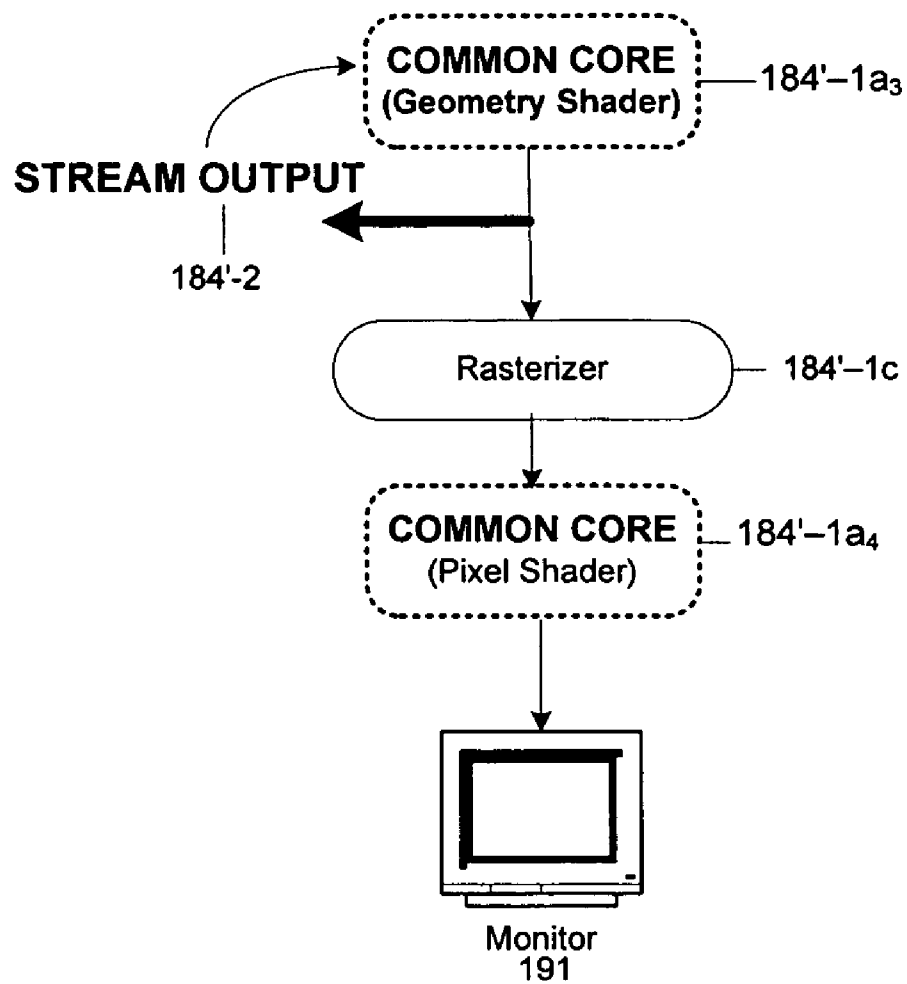 COMMON CORE
(Geometry Shader)
184'–1a₃
STREAM OUTPUT
184'-2
Rasterizer
184'–1c
COMMON CORE
(Pixel Shader)
184'–1a₄
Monitor
191